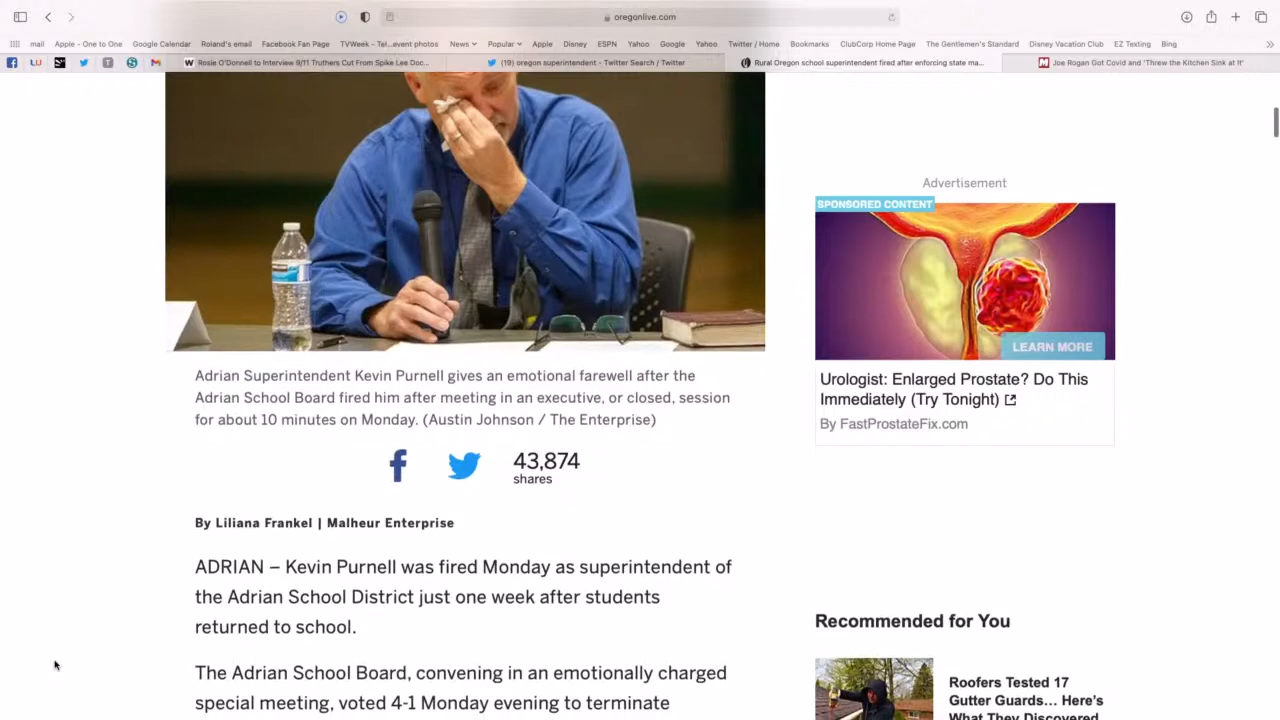 oregonlive.com
mail
Apple - One to One
Google Calendar
Roland's email
Facebook Fan Page
TVWeek - Tel...event photos
News
Popular
Apple
Disney
ESPN
Yahoo
Google
Yahoo
Twitter / Home
Bookmarks
ClubCorp Home Page
The Gentlemen's Standard
Disney Vacation Club
EZ Texting
Bing
LU
T
S
W Rosie O'Donnell to Interview 9/11 Truthers Cut From Spike Lee Doc...
(19) oregon superintendent - Twitter Search / Twitter
Rural Oregon school superintendent fired after enforcing state ma...
M Joe Rogan Got Covid and 'Threw the Kitchen Sink at It'
Adrian Superintendent Kevin Purnell gives an emotional farewell after the
Adrian School Board fired him after meeting in an executive, or closed, session
for about 10 minutes on Monday. (Austin Johnson / The Enterprise)
43,874
shares
By Liliana Frankel | Malheur Enterprise
ADRIAN – Kevin Purnell was fired Monday as superintendent of
the Adrian School District just one week after students
returned to school.
The Adrian School Board, convening in an emotionally charged
special meeting, voted 4-1 Monday evening to terminate
Advertisement
SPONSORED CONTENT
LEARN MORE
Urologist: Enlarged Prostate? Do This
Immediately (Try Tonight)
By FastProstateFix.com
Recommended for You
Roofers Tested 17
Gutter Guards... Here's
What They Discovered